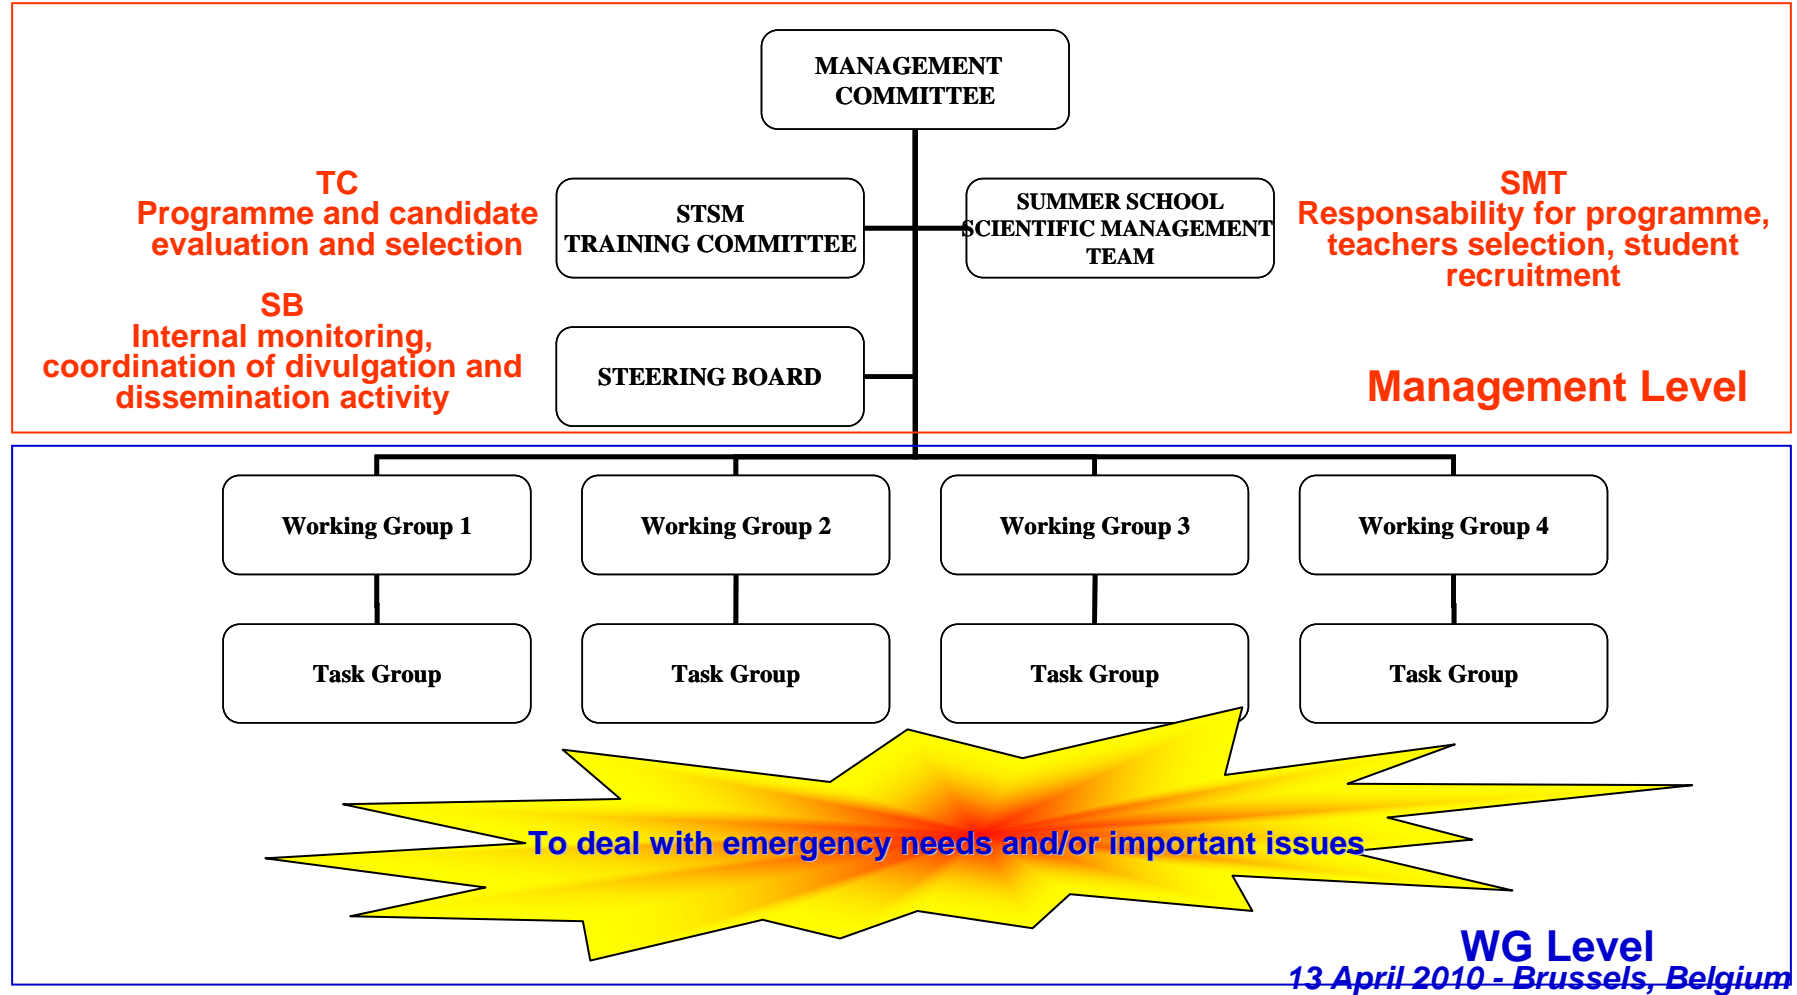 MANAGEMENT
COMMITTEE
TC
Programme and candidate
evaluation and selection
STSM
TRAINING COMMITTEE
SUMMER SCHOOL
SCIENTIFIC MANAGEMENT
TEAM
SMT
Responsability for programme,
teachers selection, student
recruitment
SB
Internal monitoring,
coordination of divulgation and
dissemination activity
STEERING BOARD
Management Level
Working Group 1
Working Group 2
Working Group 3
Working Group 4
Task Group
Task Group
Task Group
Task Group
To deal with emergency needs and/or important issues
WG Level
13 April 2010 - Brussels, Belgium